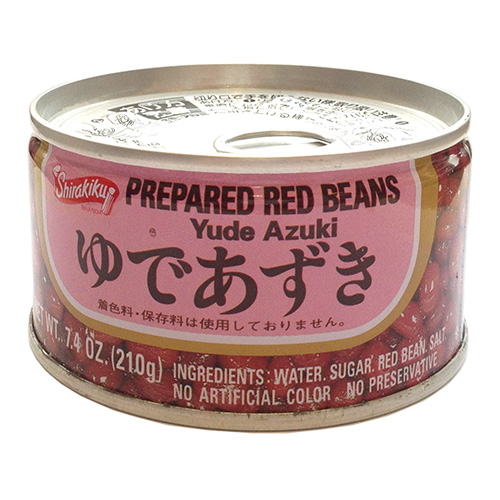 Shirakiku
PREPARED RED BEANS
Yude Azuki
ゆであずき
着色料・保存料は使用しておりません。
NET WT. 7.4 OZ. (210g)
INGREDIENTS: WATER. SUGAR. RED BEAN. SALT.
NO ARTIFICIAL COLOR NO PRESERVATIVE